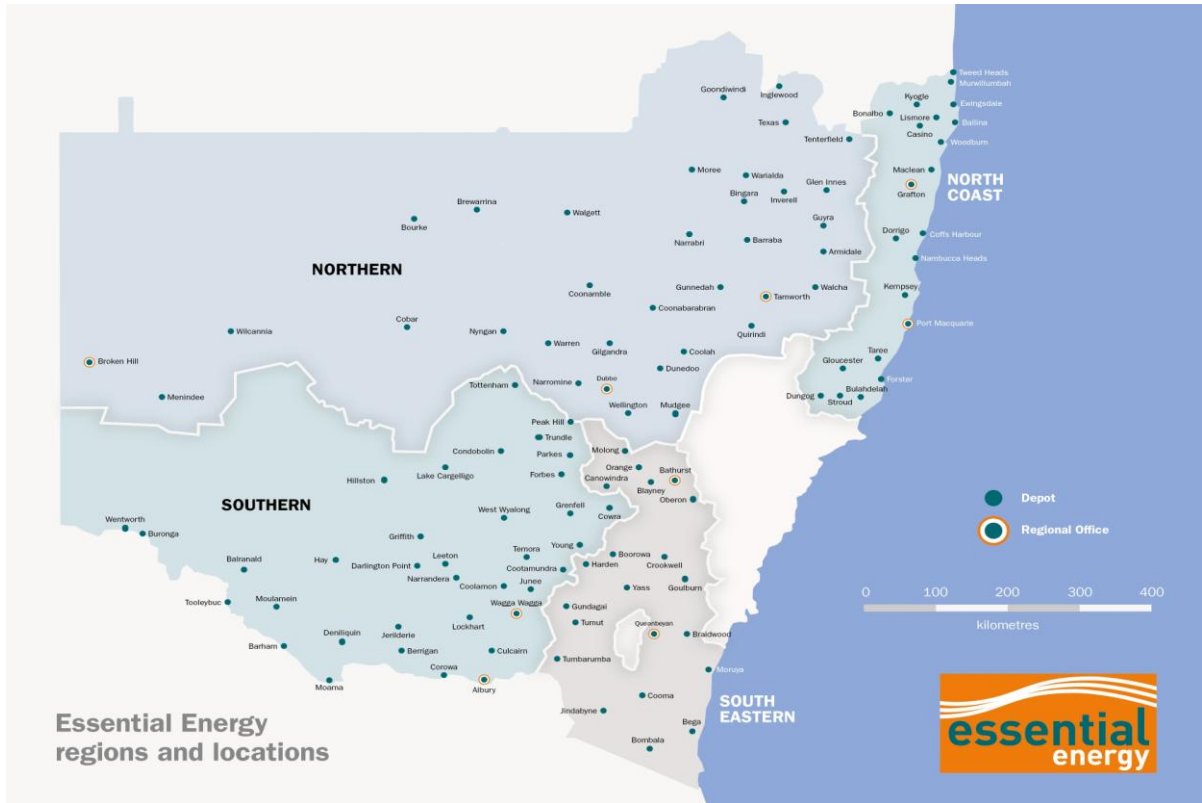 Tweed Heads
Murwillumbah
Goondiwindi
Inglewood
Kyogle
Ewingsdale
Bonalbo
Lismore
Texas
Casino
Ballina
Tenterfield
Woodburn
Moree
Warialda
Maclean
NORTH
COAST
Bingara
Glen Innes
Inverell
Grafton
Brewarrina
Walgett
Bourke
Guyra
Narrabri
Barraba
Dorrigo
Coffs Harbour
Armidale
Nambucca Heads
NORTHERN
Coonamble
Gunnedah
Walcha
Kempsey
Tamworth
Coonabarabran
Cobar
Port Macquarie
Wilcannia
Nyngan
Quirindi
Warren
Gilgandra
Coolah
Taree
Broken Hill
Gloucester
Dunedoo
Forster
Tottenham
Narromine
Dubbo
Bulahdelah
Menindee
Dungog
Stroud
Wellington
Mudgee
Peak Hill
Trundle
Condobolin
Parkes
Molong
Lake Cargelligo
Forbes
Orange
Bathurst
Hillston
Canowindra
Blayney
Oberon
Depot
SOUTHERN
West Wyalong
Grenfell
Cowra
Wentworth
Buronga
Regional Office
Griffith
Young
Balranald
Hay
Darlington Point
Leeton
Temora
Boorowa
Cootamundra
Harden
Crookwell
Narrandera
Coolamon
Junee
Yass
Goulburn
0 100 200 300 400
kilometres
Tooleybuc
Moulamein
Wagga Wagga
Gundagai
Lockhart
Tumut
Queanbeyan
Braidwood
Deniliquin
Jerilderie
Barham
Berrigan
Culcairn
Tumbarumba
Moruya
Moama
Corowa
Albury
Cooma
SOUTH
EASTERN
Jindabyne
Bega
Bombala
Essential Energy
regions and locations
essential
energy